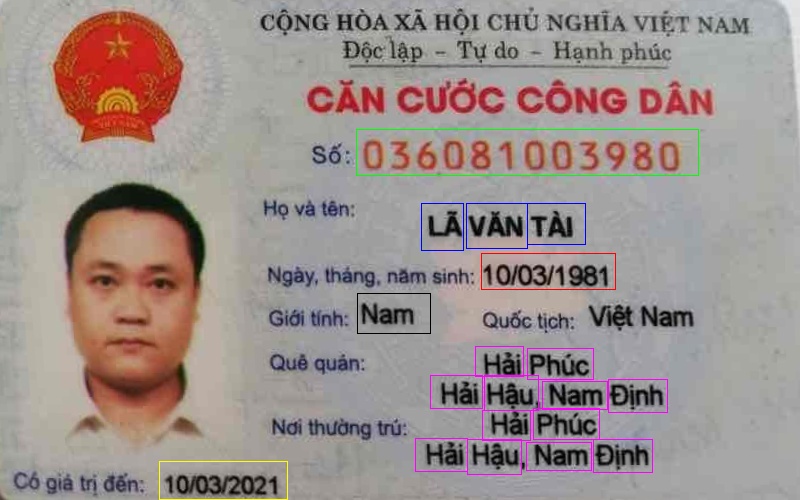 CỘNG HÒA XÃ HỘI CHỦ NGHĨA VIỆT NAM
Độc lập - Tự do - Hạnh phúc
CĂN CƯỚC CÔNG DÂN
Số: 036081003980
Họ và tên:
LÃ VĂN TÀI
Ngày, tháng, năm sinh: 10/03/1981
Giới tính: Nam Quốc tịch: Việt Nam
Quê quán: Hải Phúc
Hải Hậu, Nam Định
Nơi thường trú: Hải Phúc
Hải Hậu, Nam Định
Có giá trị đến: 10/03/2021